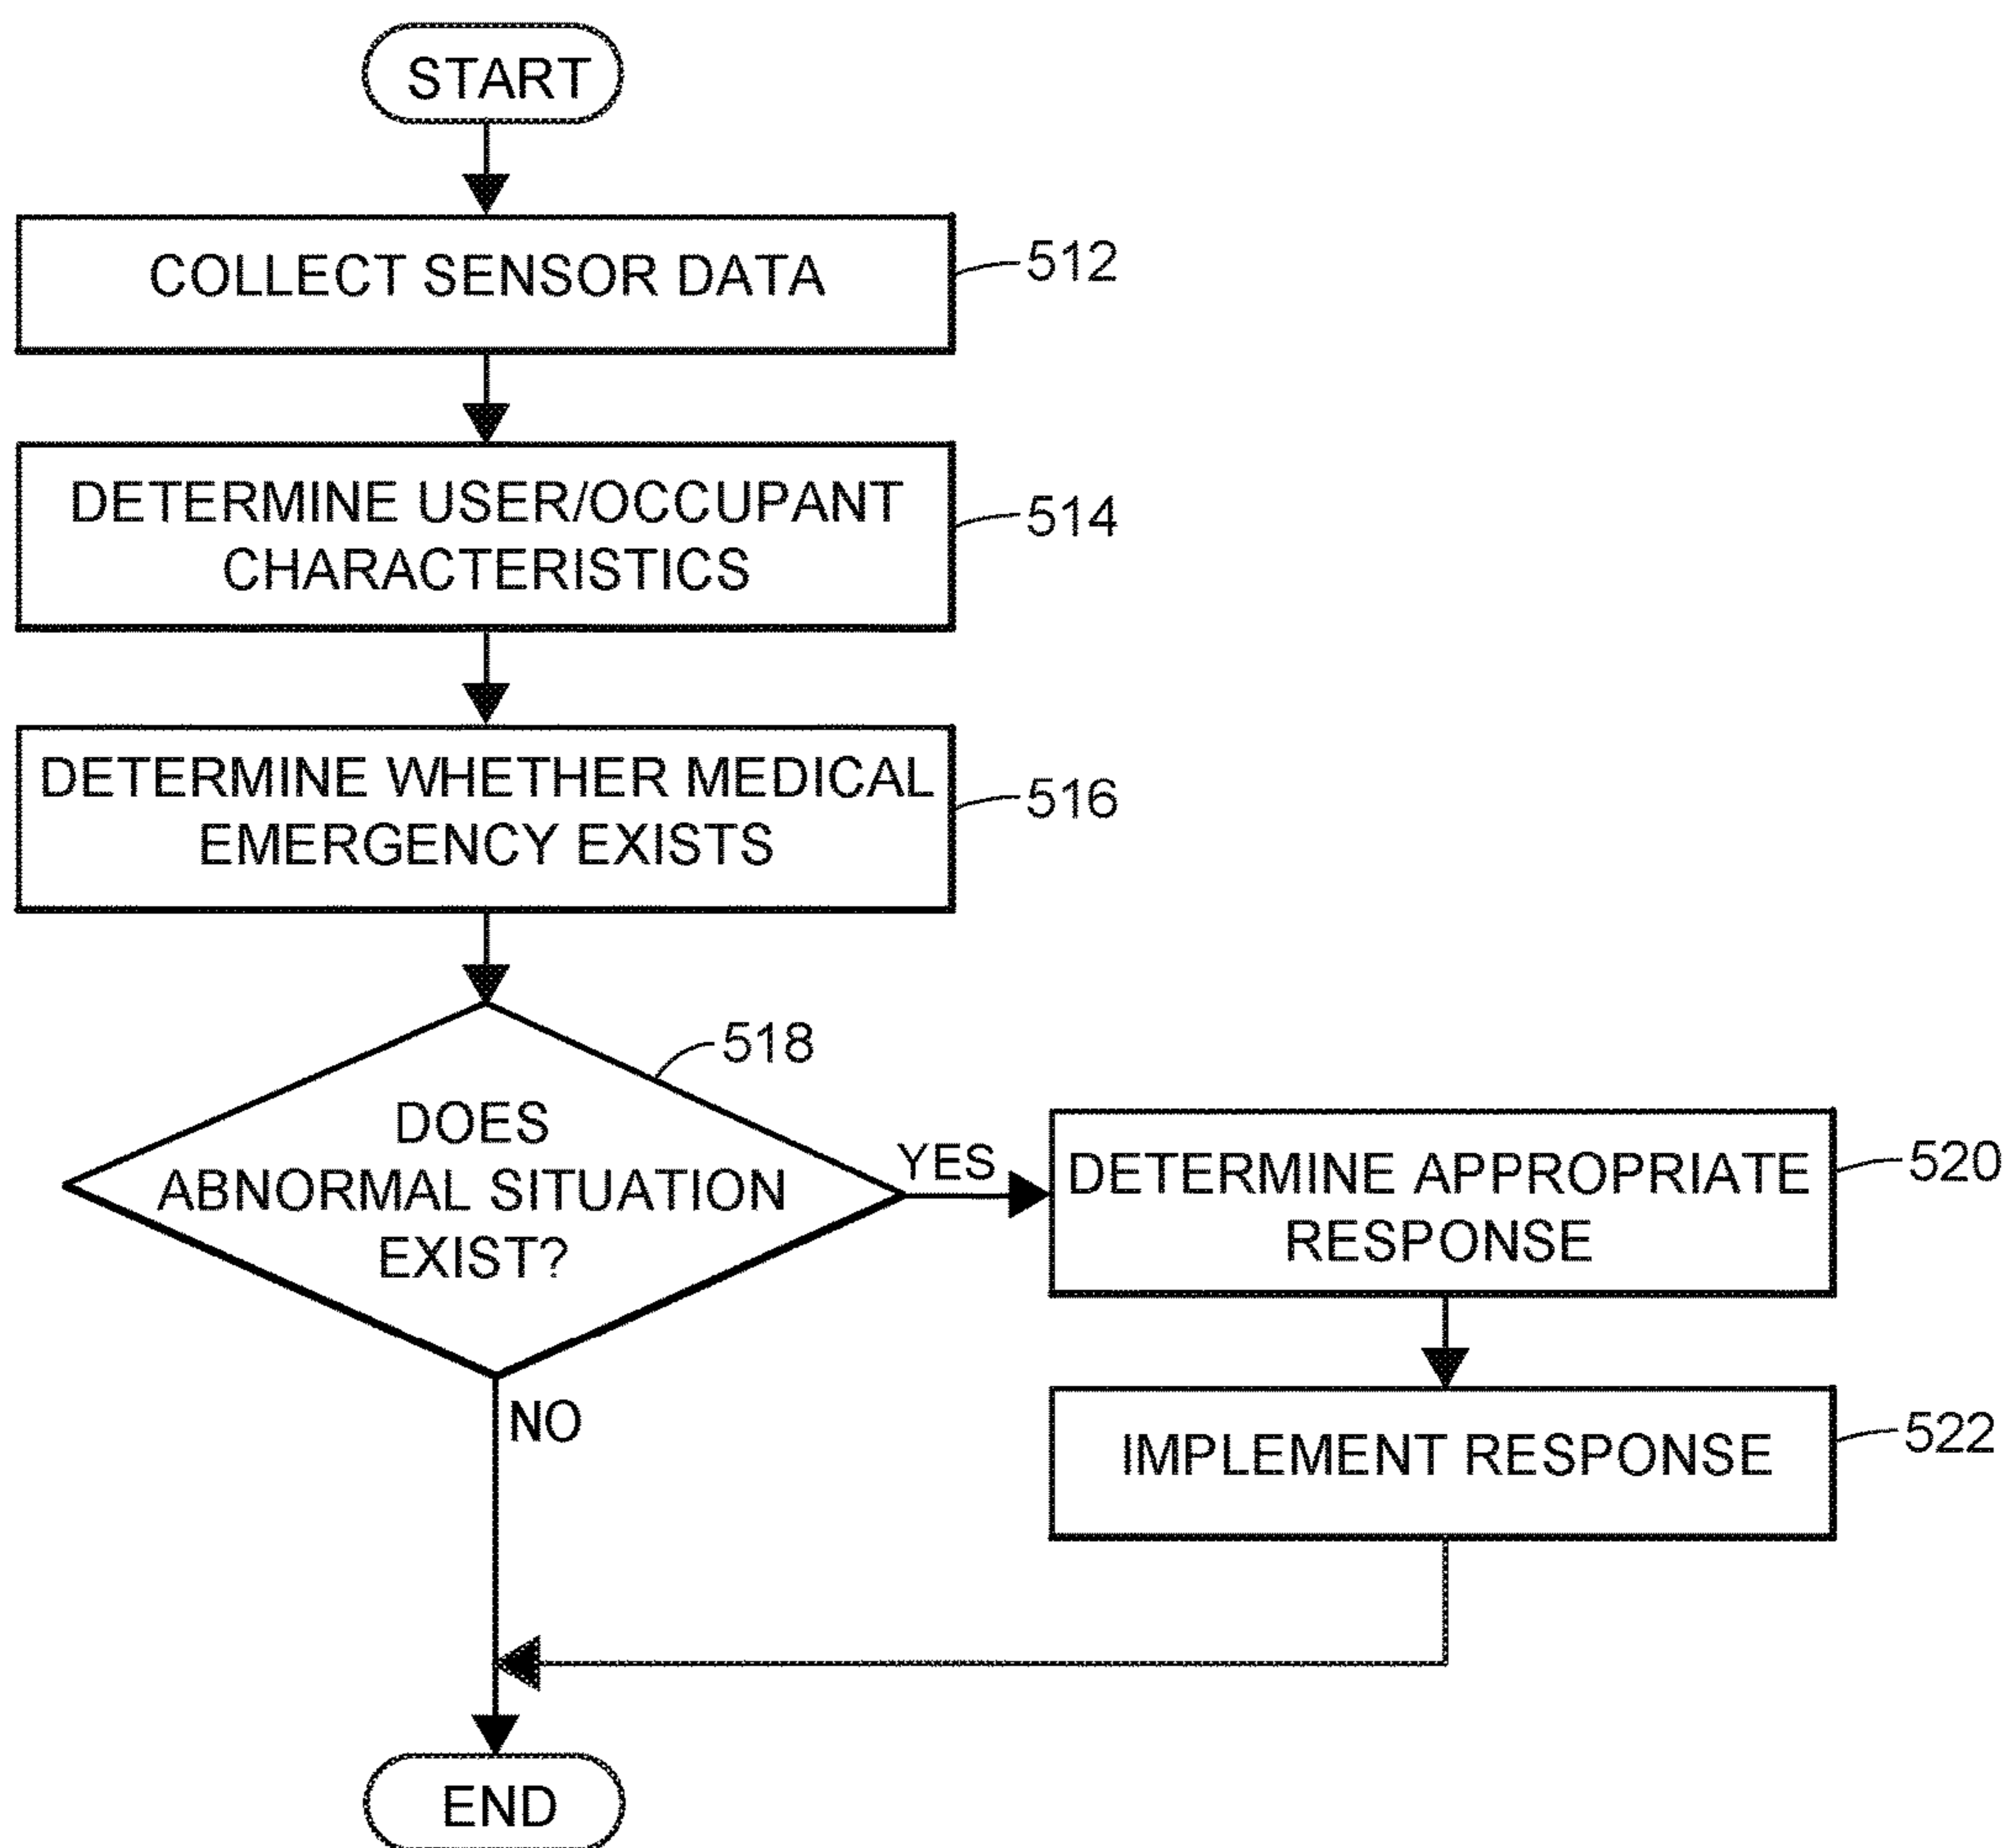 START
COLLECT SENSOR DATA
512
DETERMINE USER/OCCUPANT
CHARACTERISTICS
514
DETERMINE WHETHER MEDICAL
EMERGENCY EXISTS
516
518
DOES
ABNORMAL SITUATION
EXIST?
YES
DETERMINE APPROPRIATE
RESPONSE
520
NO
IMPLEMENT RESPONSE
522
END